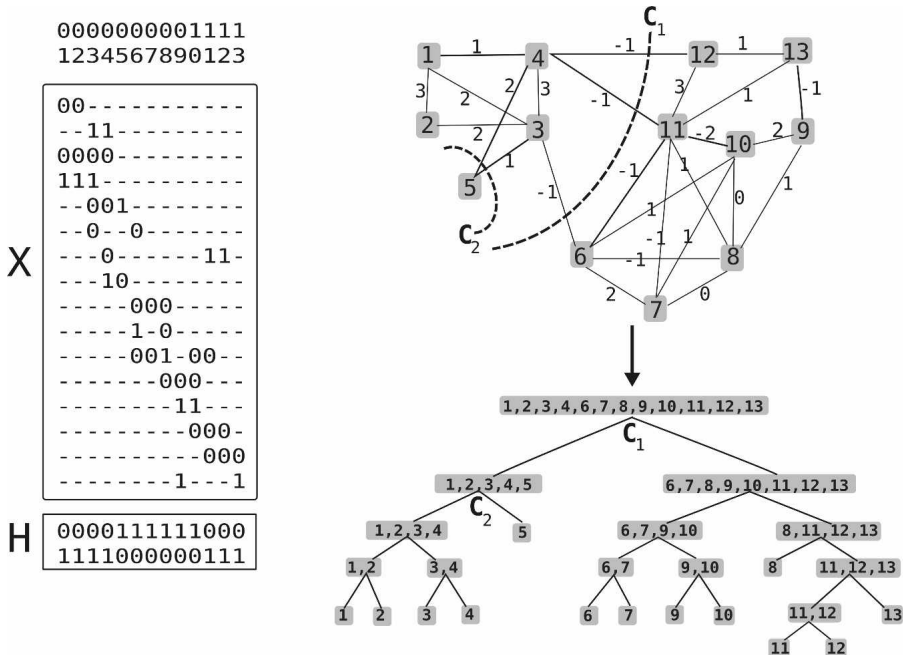 0000000001111
1234567890123
X
00-----------
--11---------
0000---------
111----------
--001--------
--0--0-------
---0------11-
---10--------
-----000-----
-----1-0-----
-----001-00--
-------000---
--------11---
---------000-
----------000
--------1---1
H
0000111111000
1111000000111
C1
1 1 4 -1 12 1 13
3 2 2 3 -1 3 1 -1
2 2 3 11 -2 10 2 9
5 1 -1 -1 1 0 1
C2
1 -1 1
6 -1 8
2 7 0
1,2,3,4,6,7,8,9,10,11,12,13
C1
1,2,3,4,5 6,7,8,9,10,11,12,13
C2
1,2,3,4 5 6,7,9,10 8,11,12,13
1,2 3,4 6,7 9,10 8 11,12,13
1 2 3 4 6 7 9 10 11,12 13
11 12